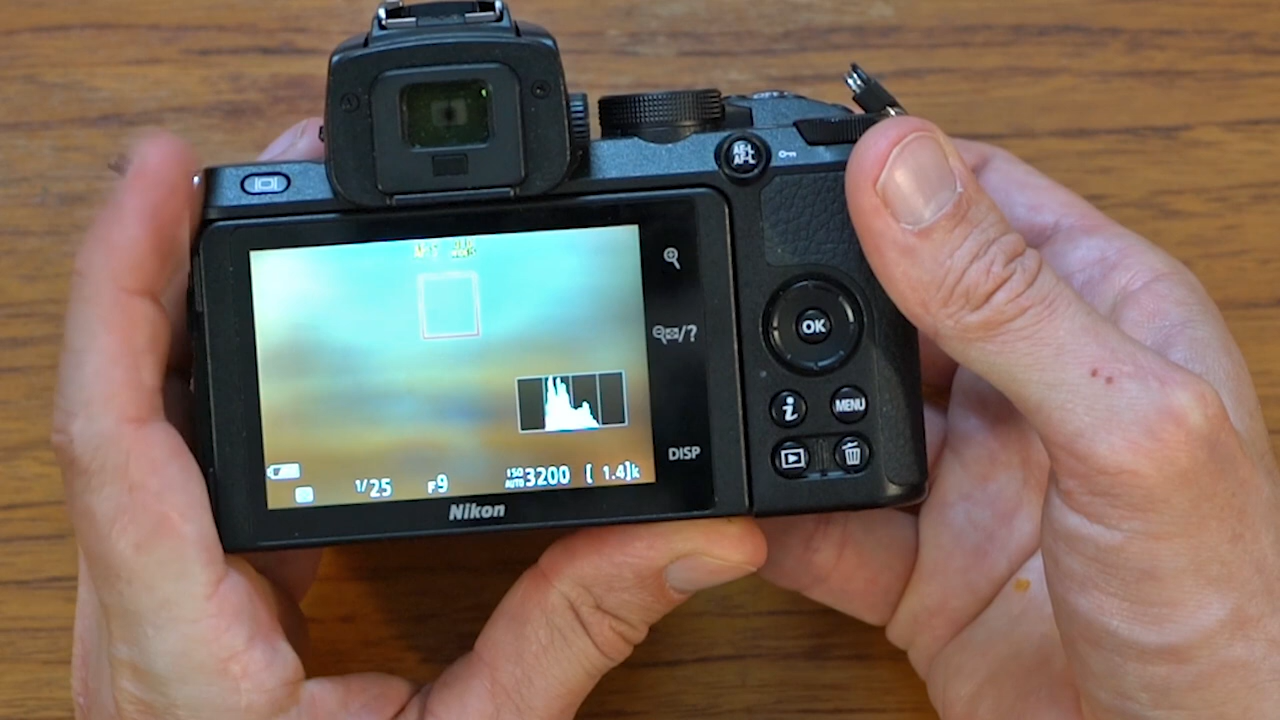 AE-L
AF-L
?
DISP
OK
i
MENU
1/25 F9 ISO AUTO 3200 [ 1.4]k
Nikon